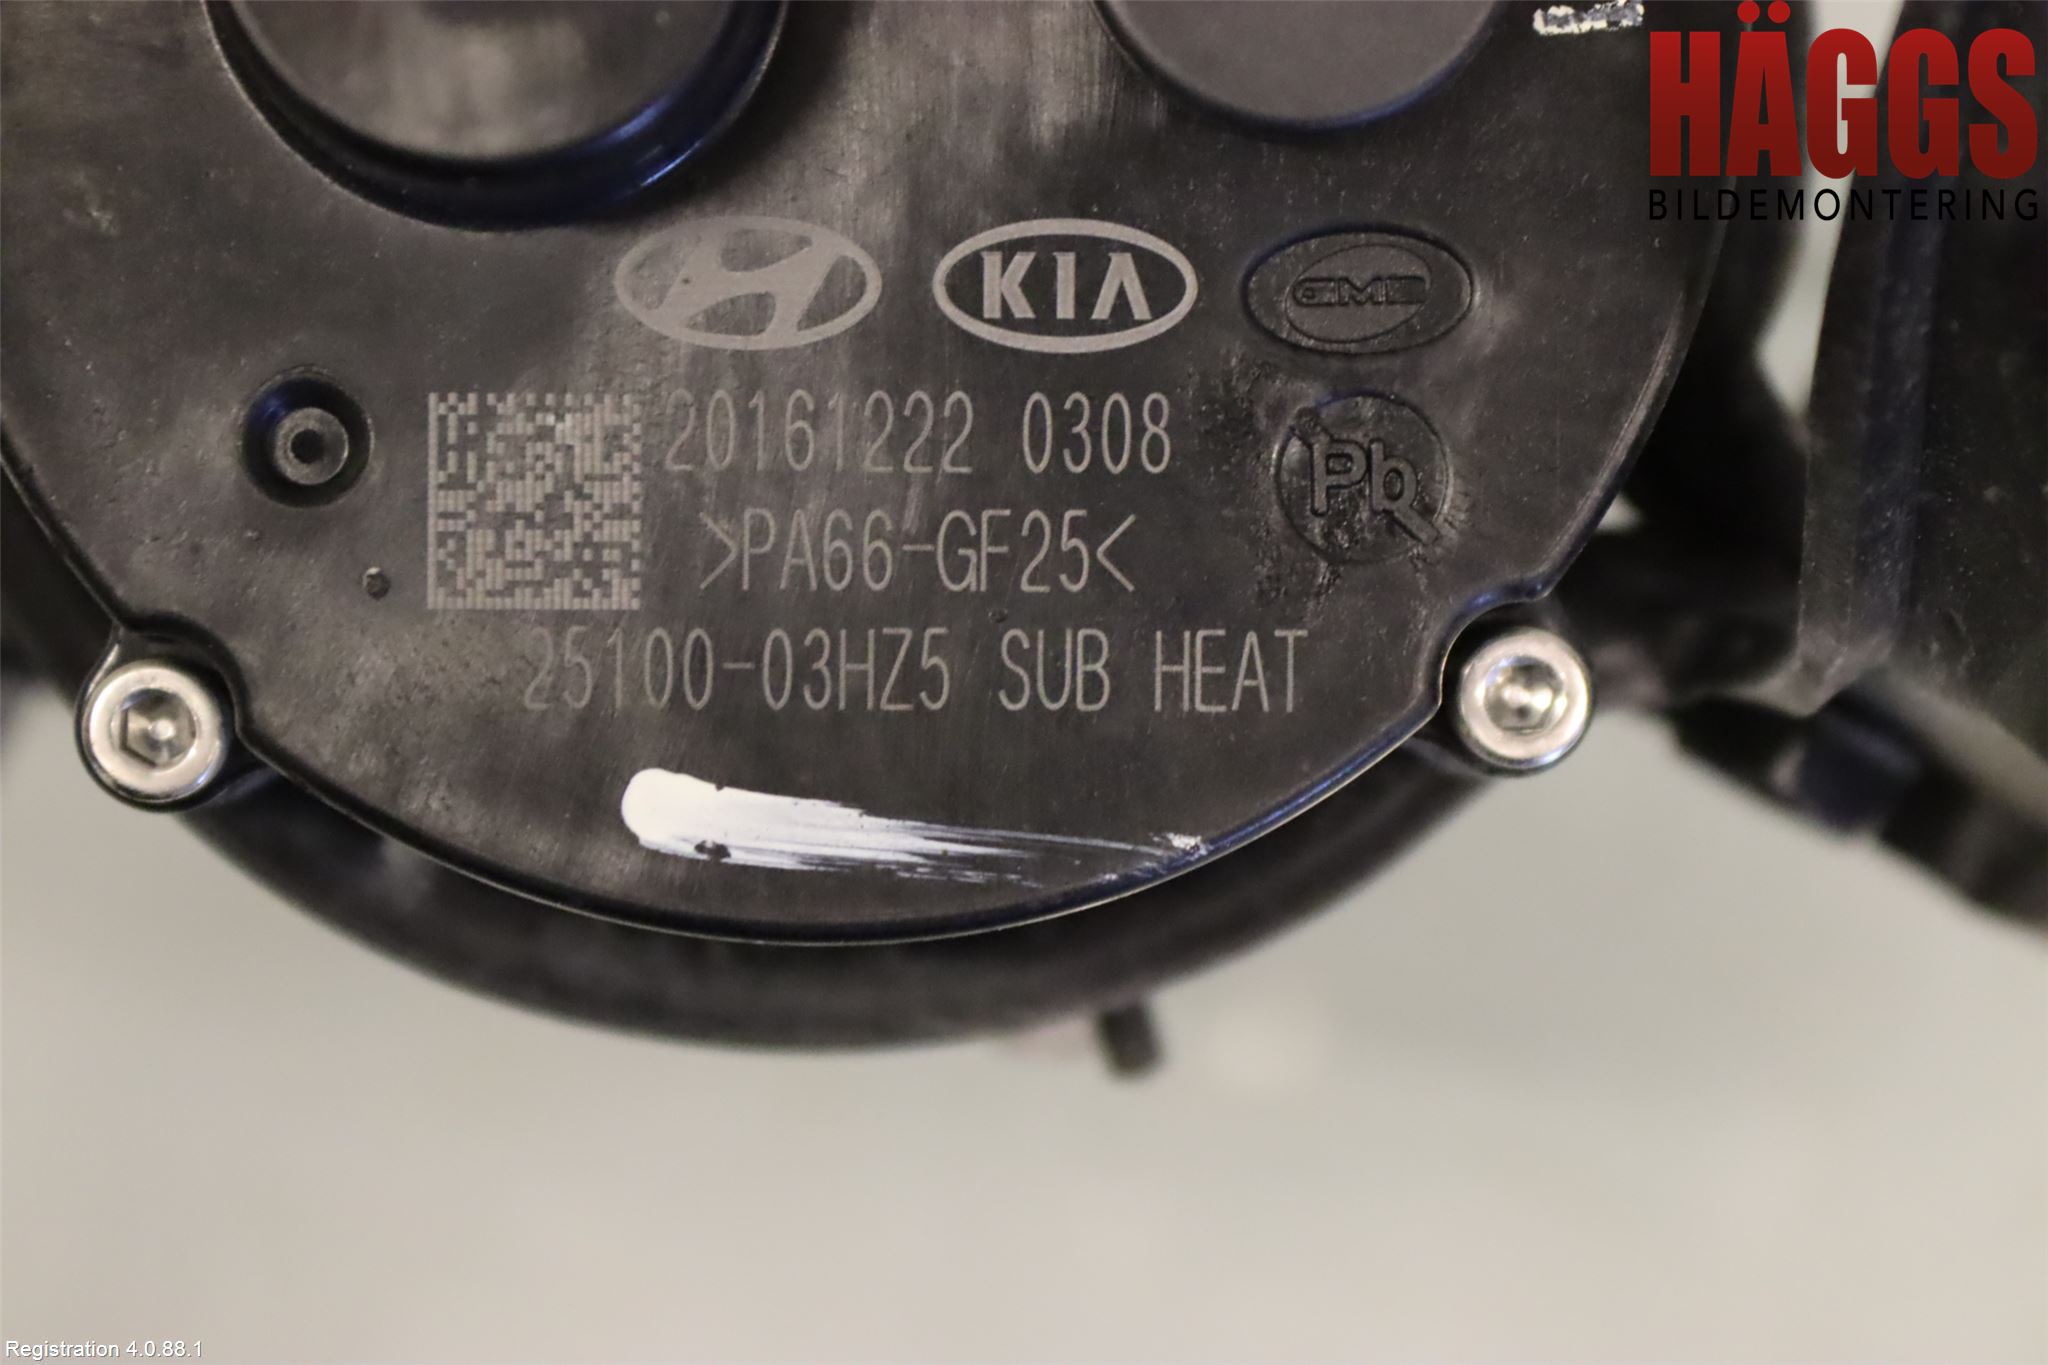 HÄGGS
BILDEMONTERING
KIA
GMB
20161222 0308
Pb
>PA66-GF25<
25100-03HZ5 SUB HEAT
Registration 4.0.88.1